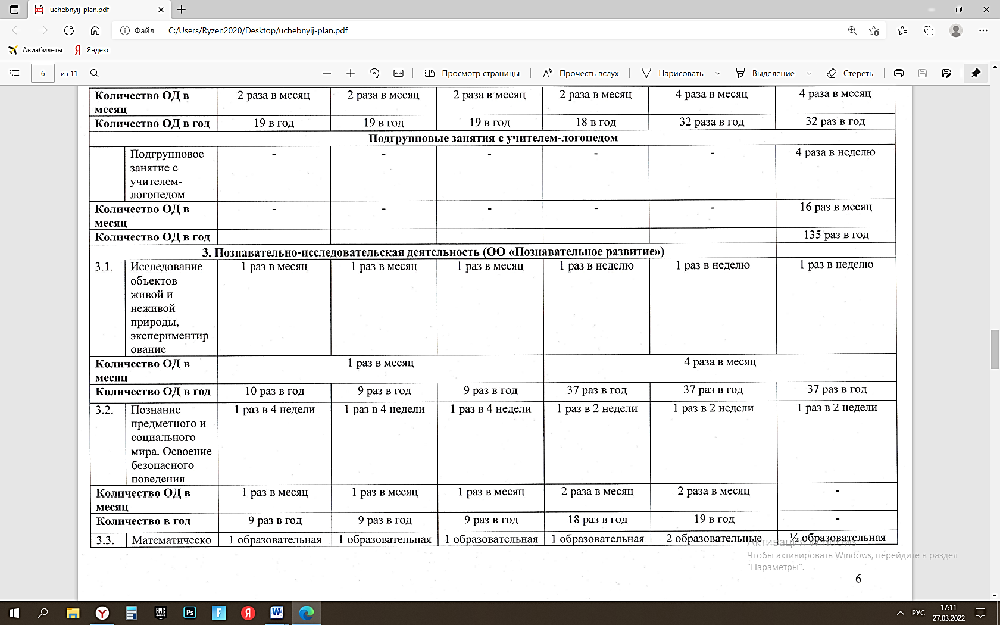 uchebnyij-plan.pdf
Файл
C:/Users/Ryzen2020/Desktop/uchebnyij-plan.pdf
Авиабилеты
Яндекс
6 из 11
Просмотр страницы
Прочесть вслух
Нарисовать
Выделение
Стереть
Количество ОД в месяц 2 раза в месяц 2 раза в месяц 2 раза в месяц 2 раза в месяц 4 раза в месяц 4 раза в месяц
Количество ОД в год 19 в год 19 в год 19 в год 18 в год 32 раза в год 32 раз в год
Подгрупповые занятия с учителем-логопедом
Подгрупповое занятие с учителем-логопедом - - - - - 4 раза в неделю
Количество ОД в месяц - - - - - 16 раз в месяц
Количество ОД в год 135 раз в год
3. Познавательно-исследовательская деятельность (ОО «Познавательное развитие»)
3.1. Исследование объектов живой и неживой природы, экспериментирование 1 раз в месяц 1 раз в месяц 1 раз в месяц 1 раз в неделю 1 раз в неделю 1 раз в неделю
Количество ОД в месяц 1 раз в месяц 4 раза в месяц
Количество ОД в год 10 раз в год 9 раз в год 9 раз в год 37 раз в год 37 раз в год 37 раз в год
3.2. Познание предметного и социального мира. Освоение безопасного поведения 1 раз в 4 недели 1 раз в 4 недели 1 раз в 4 недели 1 раз в 2 недели 1 раз в 2 недели 1 раз в 2 недели
Количество ОД в месяц 1 раз в месяц 1 раз в месяц 1 раз в месяц 2 раза в месяц 2 раза в месяц -
Количество в год 9 раз в год 9 раз в год 9 раз в год 18 раз в год 19 в год -
3.3. Математическо 1 образовательная 1 образовательная 1 образовательная 1 образовательная 2 образовательные ½ образовательная
Активация Windows
Чтобы активировать Windows, перейдите в раздел
"Параметры".
6
EPIC GAMES
Ps
РУС
17:11
27.03.2022